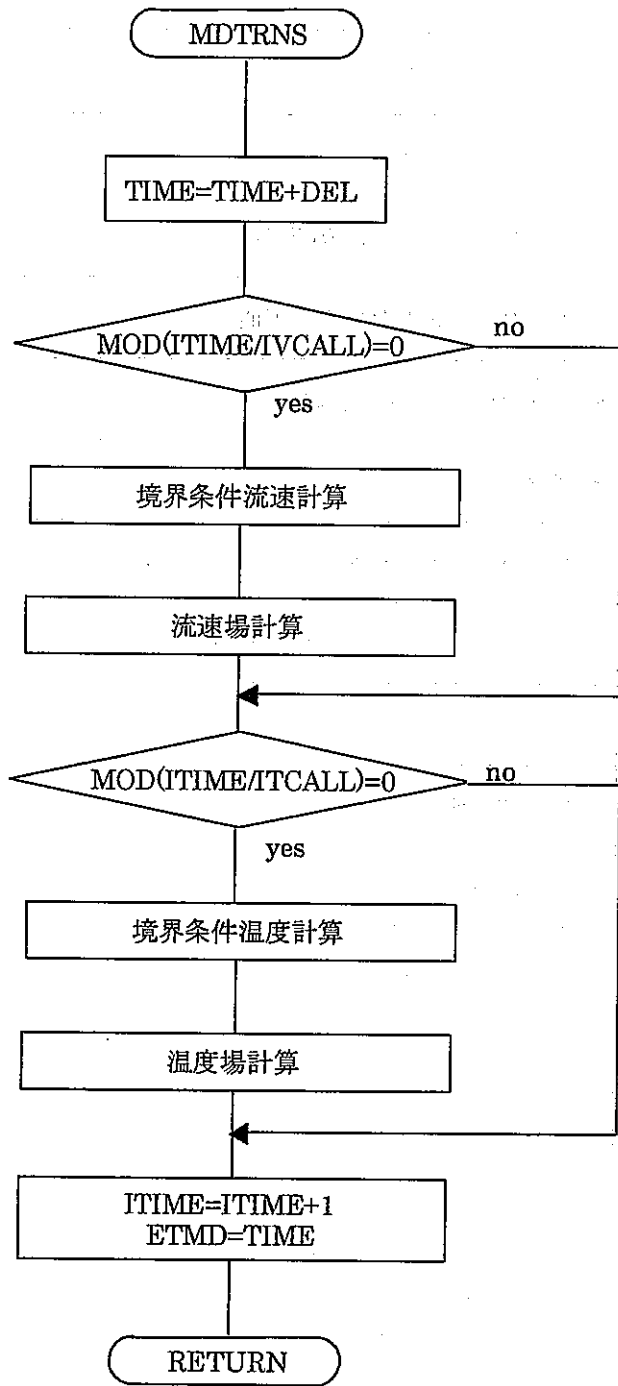 MDTRNS
TIME=TIME+DEL
MOD(ITIME/IVCALL)=0
no
yes
境界条件流速計算
流速場計算
MOD(ITIME/ITCALL)=0
no
yes
境界条件温度計算
温度場計算
ITIME=ITIME+1
ETMD=TIME
RETURN